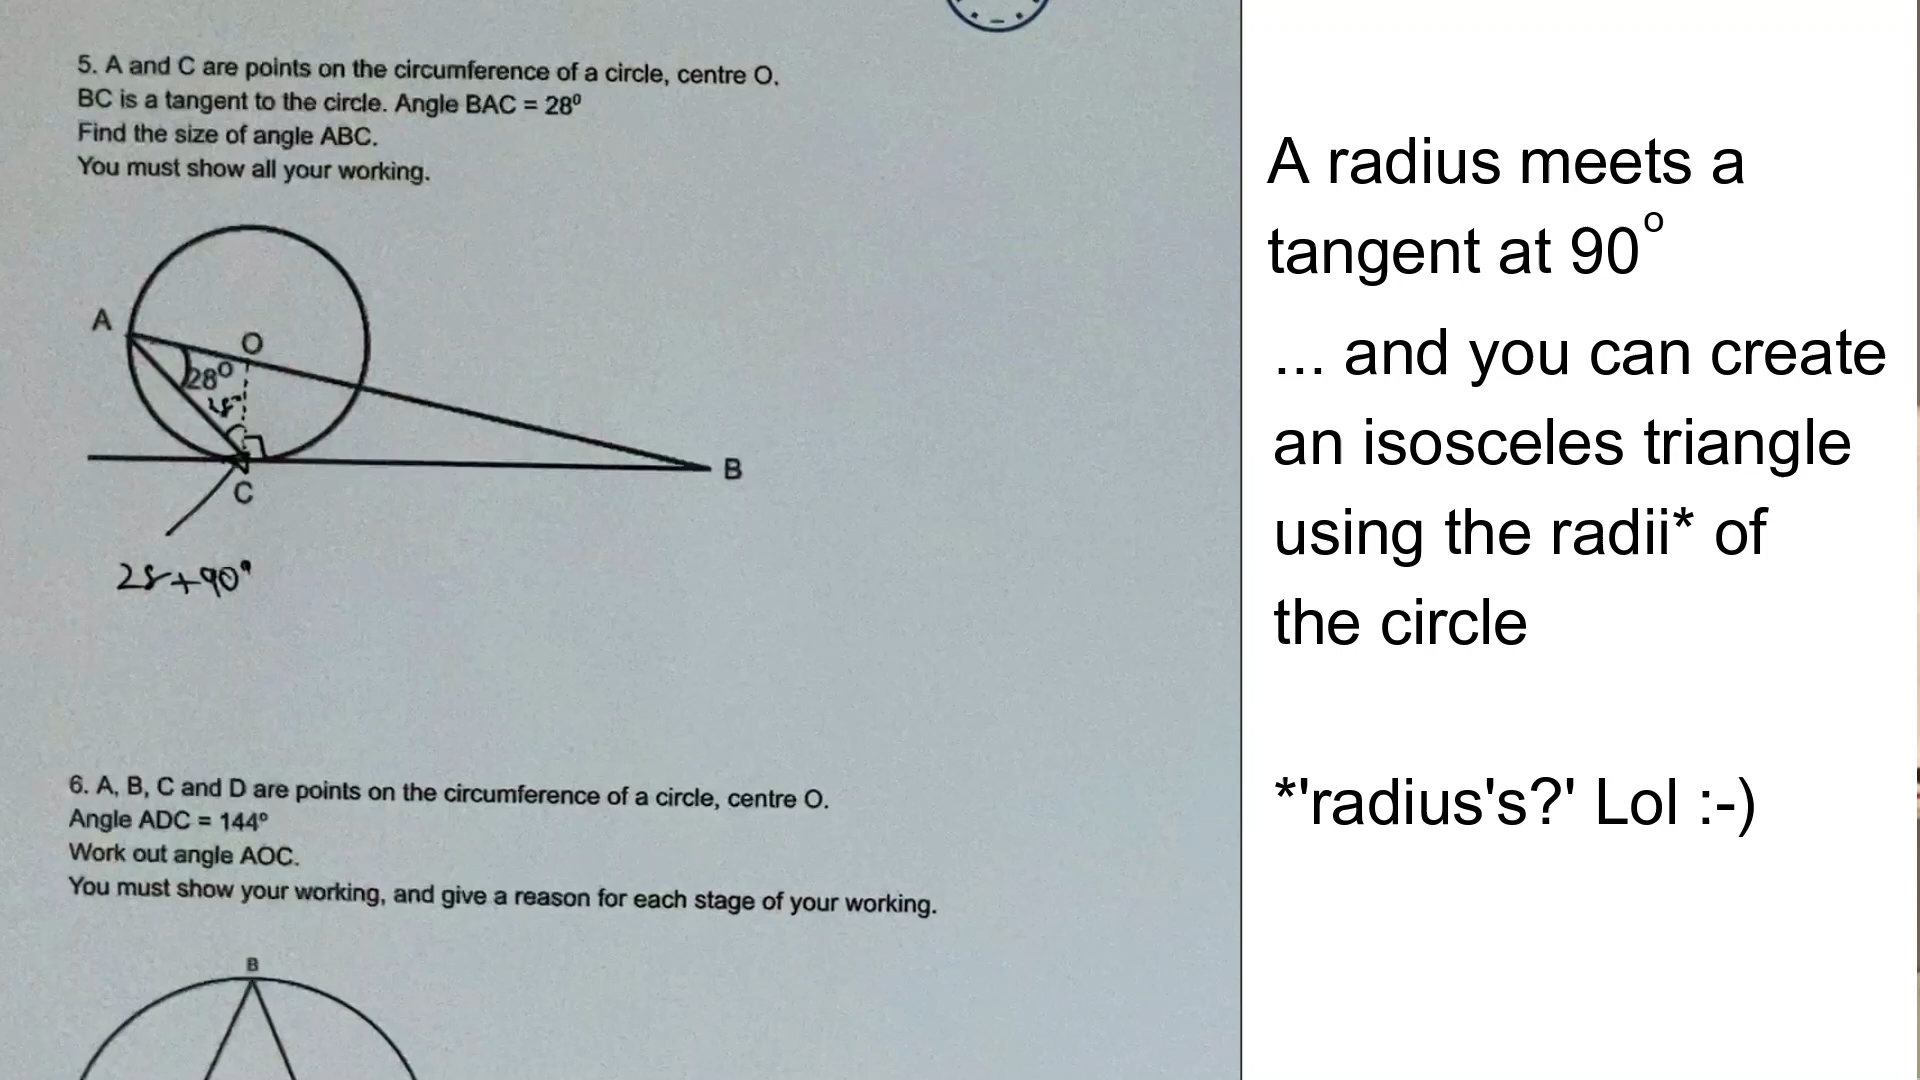 5. A and C are points on the circumference of a circle, centre O.
BC is a tangent to the circle. Angle BAC = 28⁰
Find the size of angle ABC.
You must show all your working.
A
O
28⁰
28°
B
C
28+90°
6. A, B, C and D are points on the circumference of a circle, centre O.
Angle ADC = 144º
Work out angle AOC.
You must show your working, and give a reason for each stage of your working.
B
A radius meets a
tangent at 90º
... and you can create
an isosceles triangle
using the radii* of
the circle
*'radius's?' Lol :-)